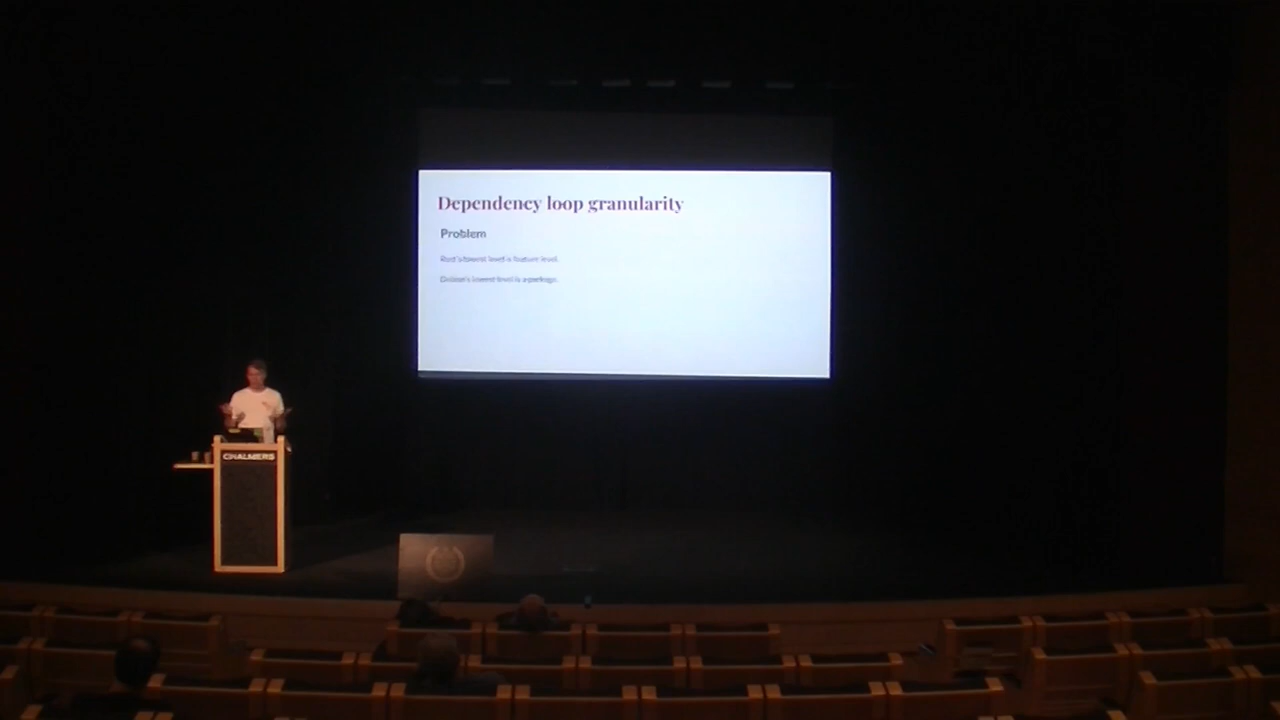 Dependency loop granularity
Problem
Rust's lowest level is feature level.
Debian's lowest level is a package.
CHALMERS